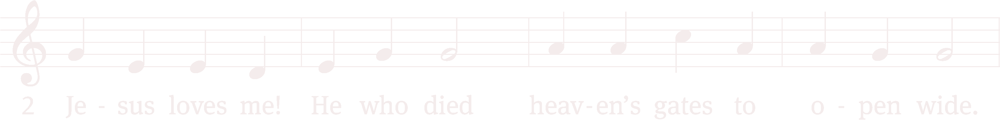 2 Je - sus loves me! He who died heav - en’s gates to o - pen wide.